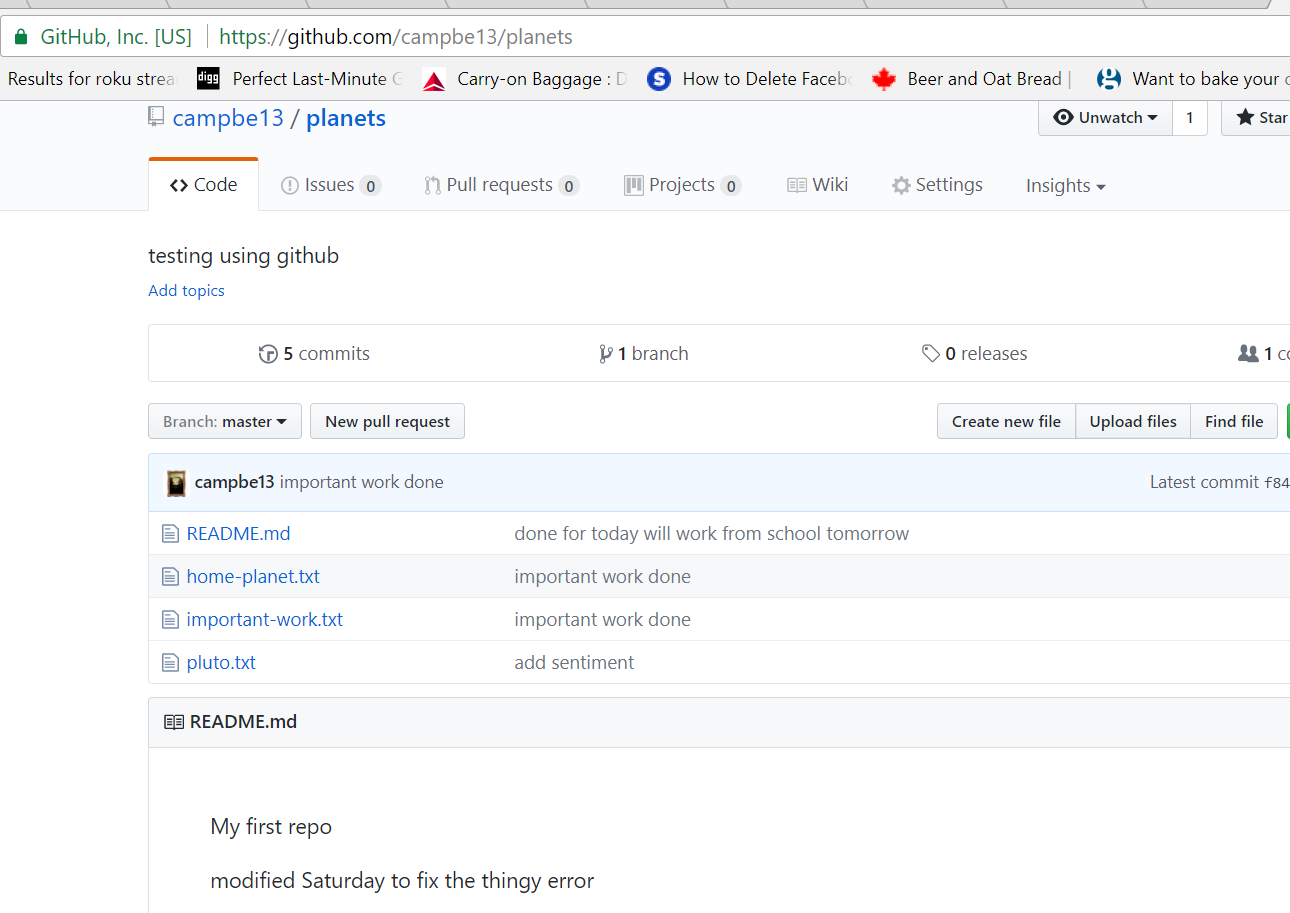 GitHub, Inc. [US] https://github.com/campbe13/planets
Results for roku strea digg Perfect Last-Minute G Carry-on Baggage : D S How to Delete Faceb Beer and Oat Bread | Want to bake your
campbe13 / planets Unwatch 1 Star
Code Issues 0 Pull requests 0 Projects 0 Wiki Settings Insights
testing using github
Add topics
5 commits 1 branch 0 releases 1 co
Branch: master New pull request Create new file Upload files Find file
campbe13 important work done Latest commit f84
README.md done for today will work from school tomorrow
home-planet.txt important work done
important-work.txt important work done
pluto.txt add sentiment
README.md
My first repo
modified Saturday to fix the thingy error